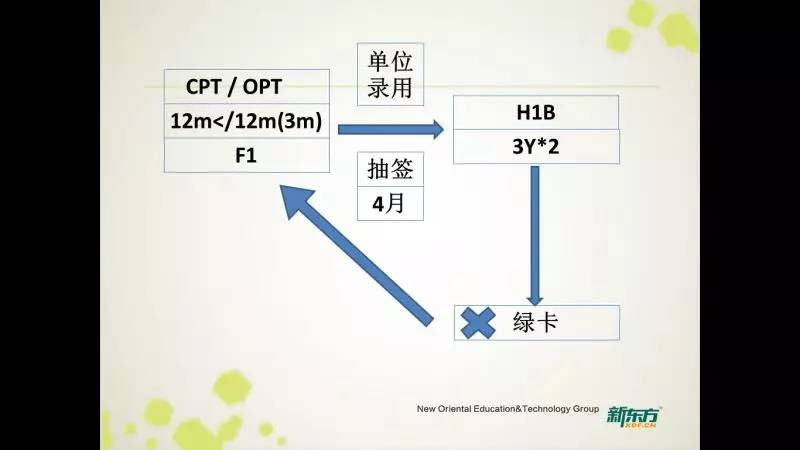 CPT / OPT
12m</12m(3m)
F1
单位
录用
抽签
4月
H1B
3Y*2
绿卡
New Oriental Education&Technology Group
新东方
XDF.CN